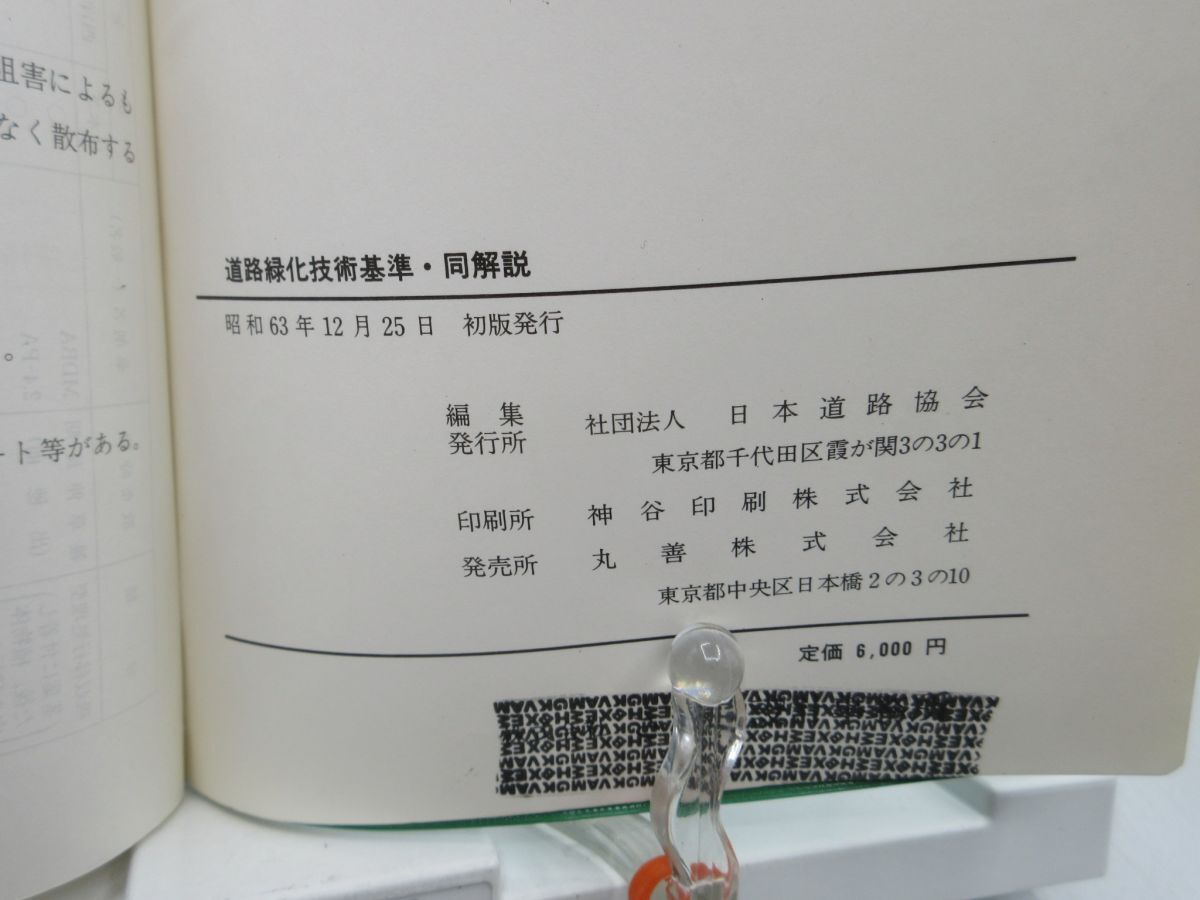 阻害によるも
なく散布する
。
ート等がある。
道路緑化技術基準・同解説
昭和63年12月25日 初版発行
編集
発行所
社団法人 日本道路協会
東京都千代田区霞が関3の3の1
印刷所 神谷印刷株式会社
発売所 丸善株式会社
東京都中央区日本橋2の3の10
定価 6,000 円